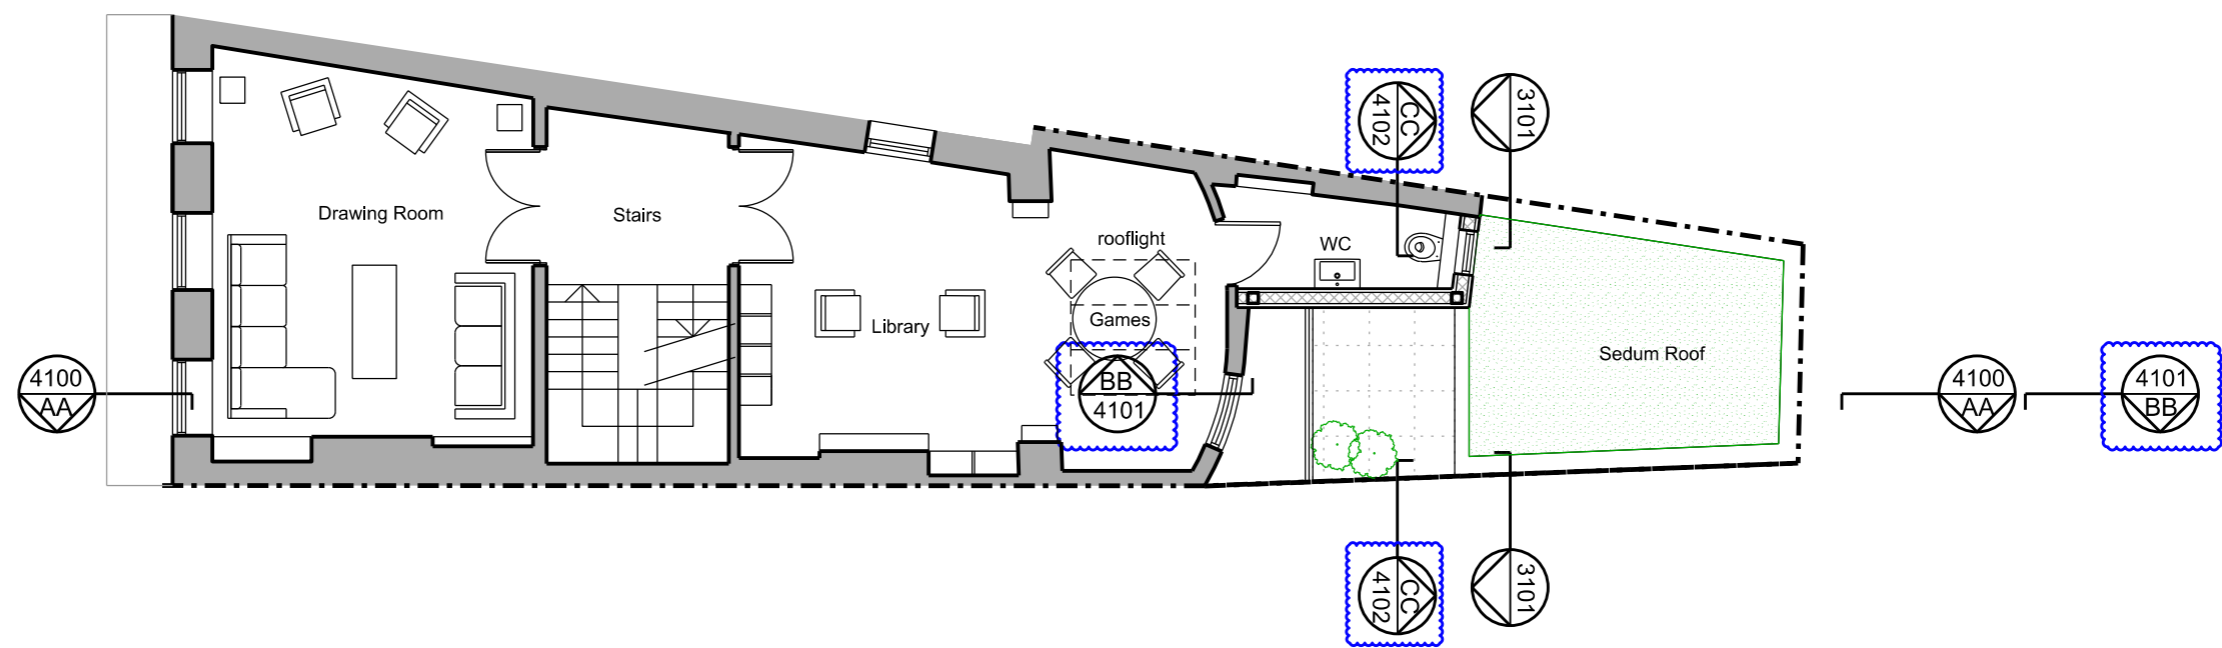 CC
4102
3101
Drawing Room
Stairs
rooflight
WC
Library
Games
Sedum Roof
4100
AA
BB
4101
4100
AA
4101
BB
CC
4102
3101